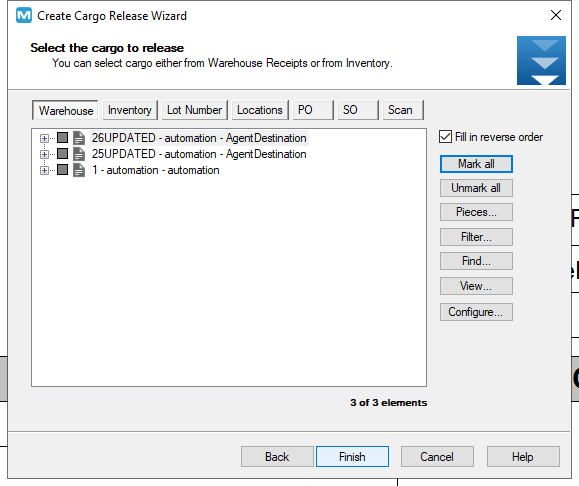 Create Cargo Release Wizard
Select the cargo to release
You can select cargo either from Warehouse Receipts or from Inventory.
Warehouse Inventory Lot Number Locations PO SO Scan
26UPDATED - automation - AgentDestination
25UPDATED - automation - AgentDestination
1 - automation - automation
Fill in reverse order
Mark all
Unmark all
Pieces...
Filter...
Find...
View...
Configure...
3 of 3 elements
Back Finish Cancel Help